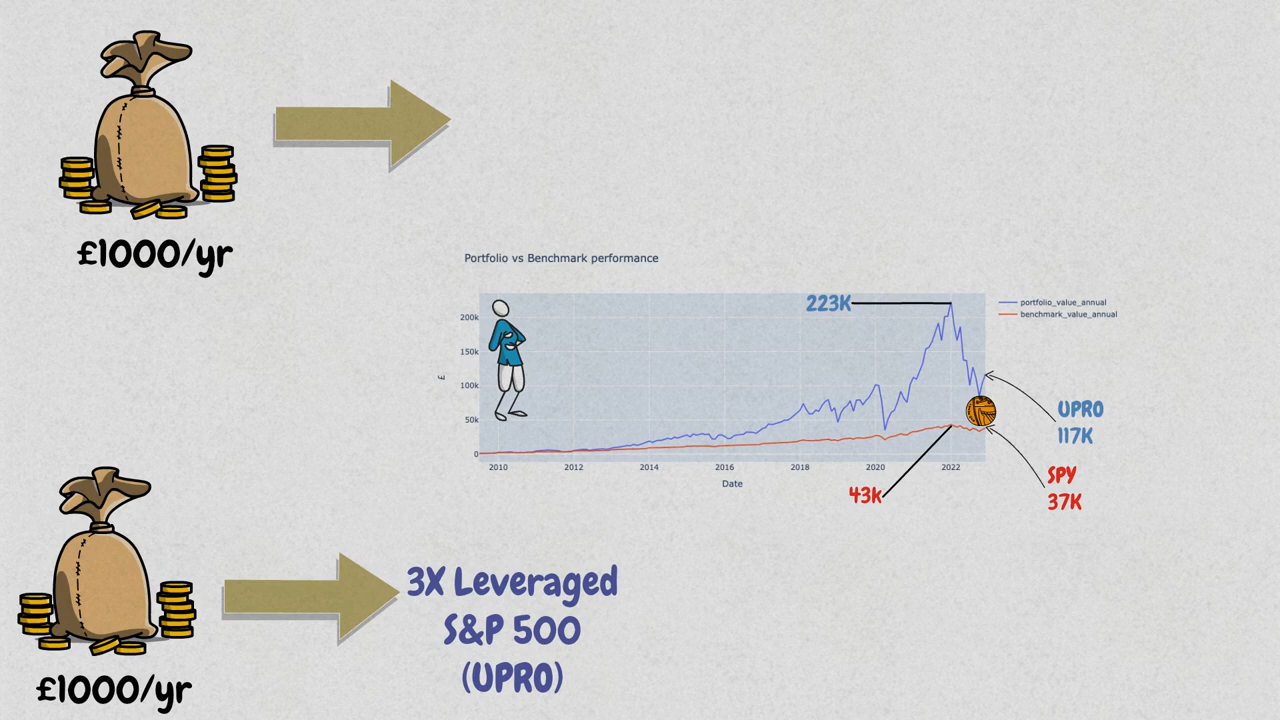 £1000/yr
Portfolio vs Benchmark performance
223K
portfolio_value_annual
benchmark_value_annual
200k
150k
100k
50k
0
£
2010
2012
2014
2016
2018
2020
2022
Date
UPRO
117K
SPY
37K
43K
£1000/yr
3X Leveraged
S&P 500
(UPRO)